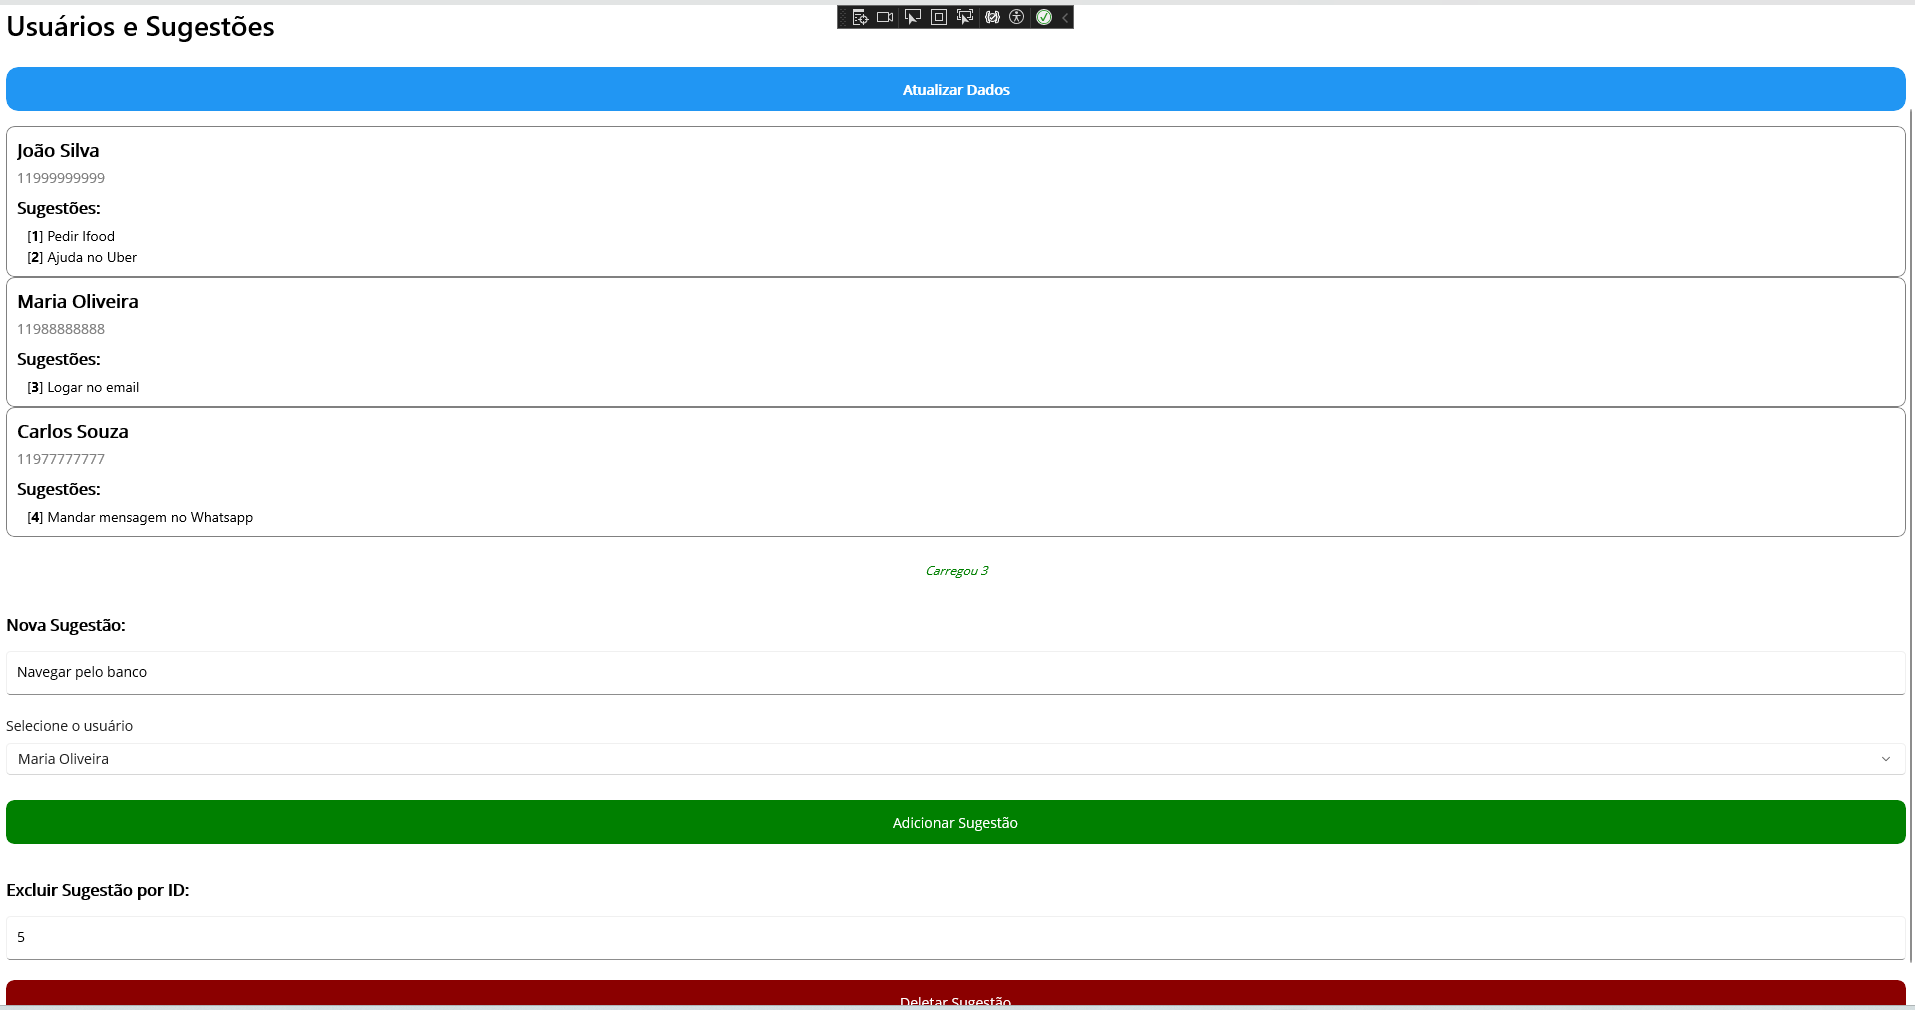 Usuários e Sugestões
Atualizar Dados
João Silva
11999999999
Sugestões:
[1] Pedir Ifood
[2] Ajuda no Uber
Maria Oliveira
11988888888
Sugestões:
[3] Logar no email
Carlos Souza
11977777777
Sugestões:
[4] Mandar mensagem no Whatsapp
Carregou 3
Nova Sugestão:
Navegar pelo banco
Selecione o usuário
Maria Oliveira
Adicionar Sugestão
Excluir Sugestão por ID:
5
Deletar Sugestão